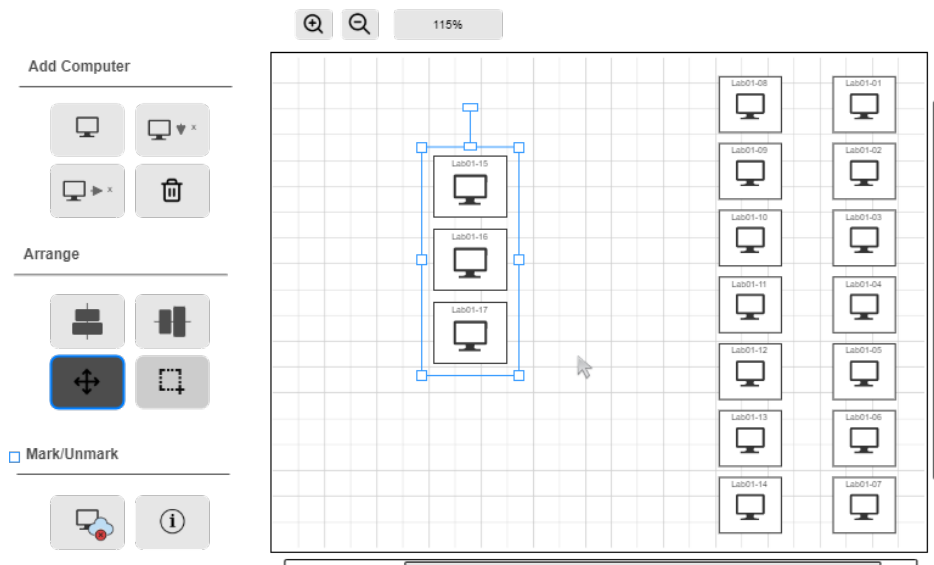 115%
Add Computer
x
x
Arrange
Mark/Unmark
i
Lab01-15
Lab01-16
Lab01-17
Lab01-08
Lab01-09
Lab01-10
Lab01-11
Lab01-12
Lab01-13
Lab01-14
Lab01-01
Lab01-02
Lab01-03
Lab01-04
Lab01-05
Lab01-06
Lab01-07